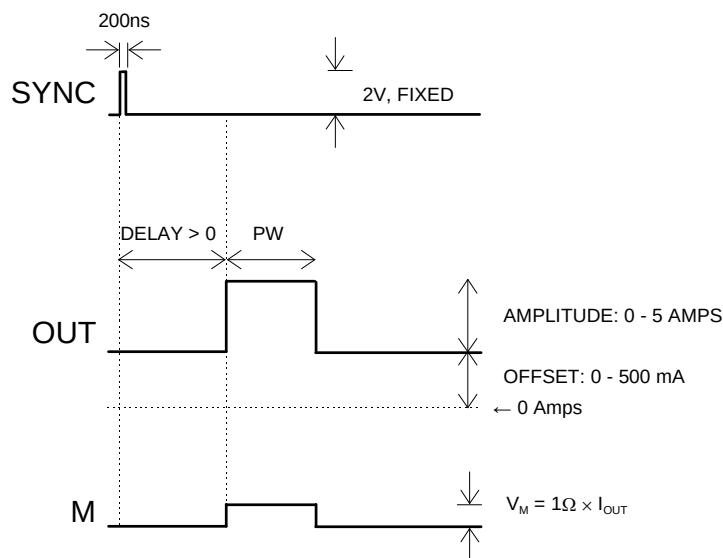 200ns
SYNC
2V, FIXED
DELAY > 0
PW
OUT
AMPLITUDE: 0 - 5 AMPS
OFFSET: 0 - 500 mA
← 0 Amps
M
V_M = 1Ω × I_OUT